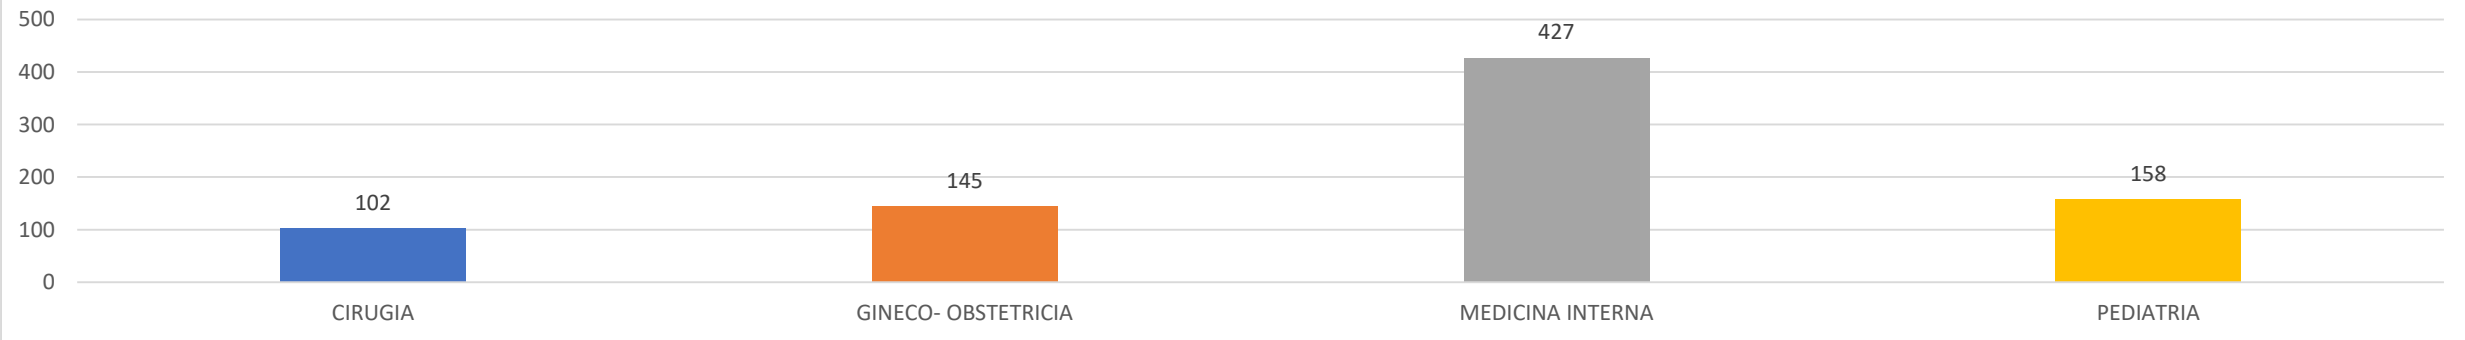 500
400
300
200
100
0
102
145
427
158
CIRUGIA
GINECO- OBSTETRICIA
MEDICINA INTERNA
PEDIATRIA